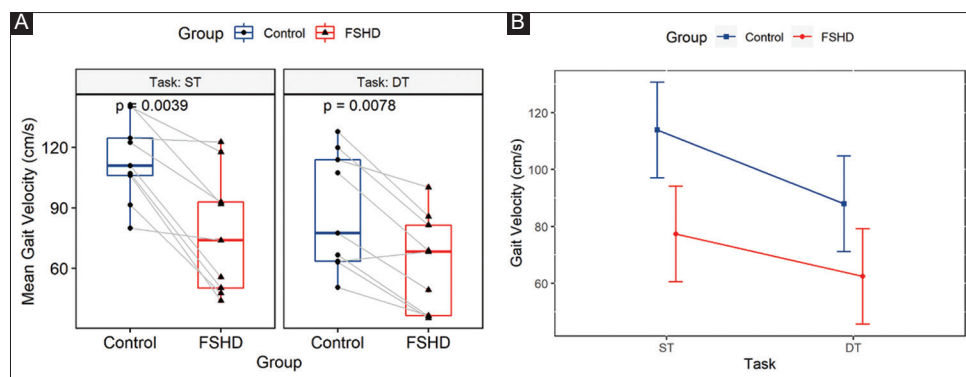 A
Group Control FSHD
Task: ST
Task: DT
p = 0.0039
p = 0.0078
120
90
60
Mean Gait Velocity (cm/s)
Control FSHD
Control FSHD
Group
B
Group Control FSHD
120
100
80
60
Gait Velocity (cm/s)
ST DT
Task